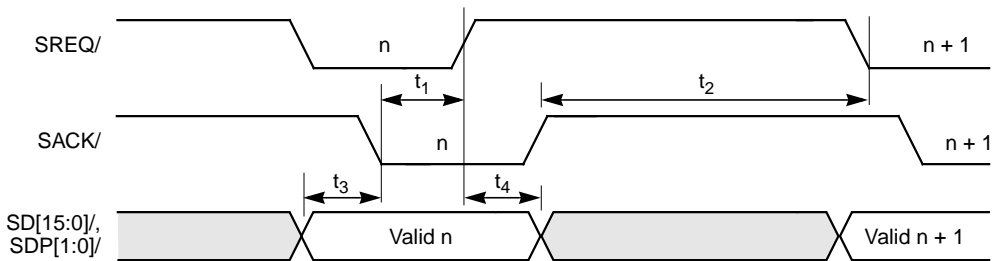 SREQ/
n
n + 1
t1
t2
SACK/
n
n + 1
t3
t4
SD[15:0]/,
SDP[1:0]/
Valid n
Valid n + 1